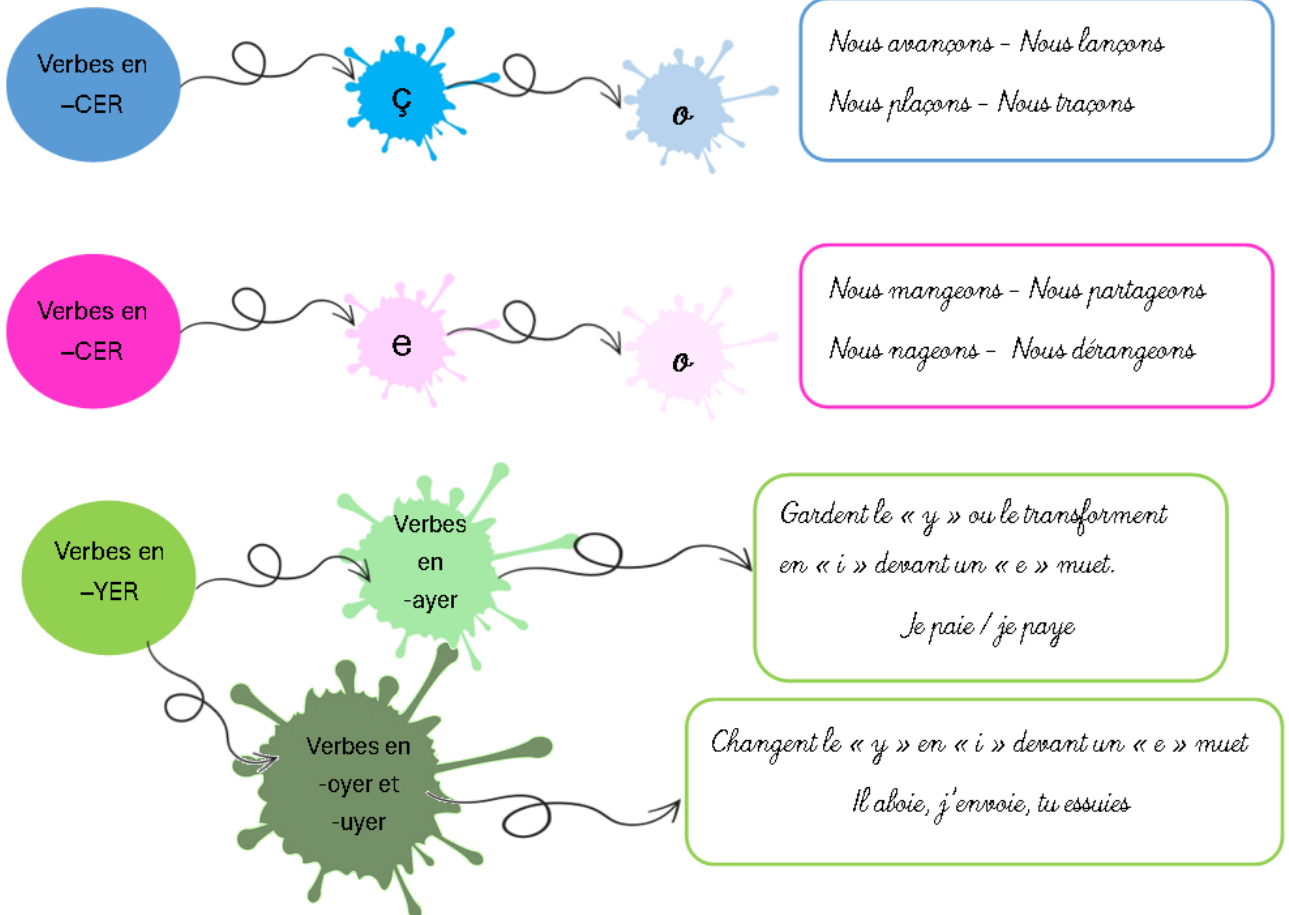 Verbes en
–CER
ç
o
Nous avançons – Nous lançons
Nous plaçons – Nous traçons
Verbes en
–CER
e
o
Nous mangeons – Nous partageons
Nous nageons – Nous dérangeons
Verbes en
–YER
Verbes
en
-ayer
Gardent le « y » ou le transforment
en « i » devant un « e » muet.
Je paie / je paye
Verbes en
-oyer et
-uyer
Changent le « y » en « i » devant un « e » muet
Il aboie, j'envoie, tu essuies